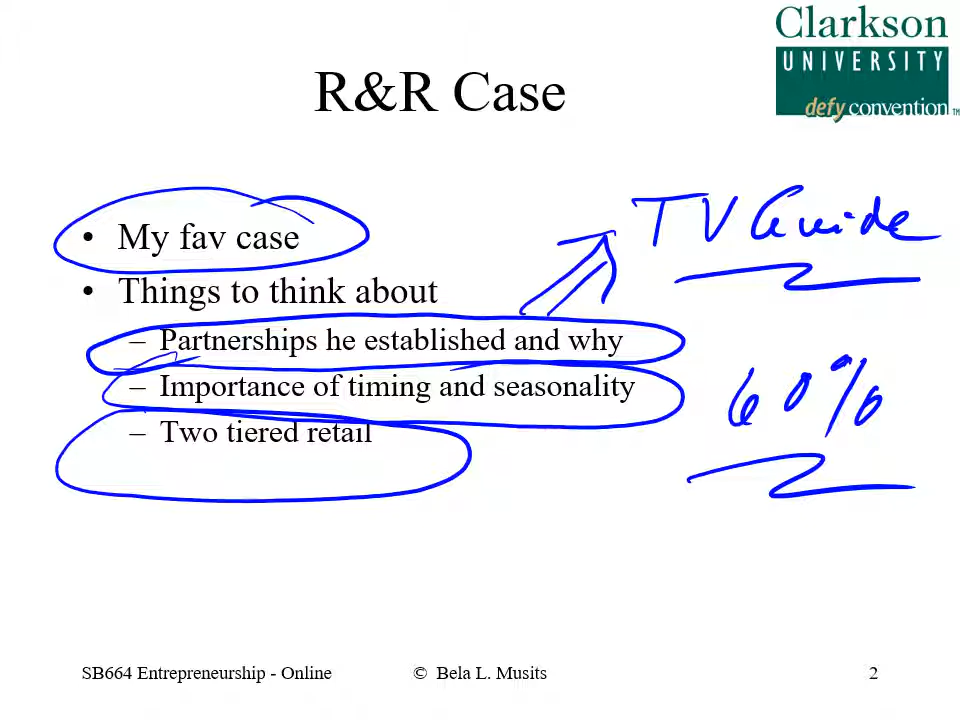 Clarkson
UNIVERSITY
defy convention™
R&R Case
• My fav case
• Things to think about
– Partnerships he established and why
– Importance of timing and seasonality
– Two tiered retail
TV Guide
60%
SB664 Entrepreneurship - Online
© Bela L. Musits
2